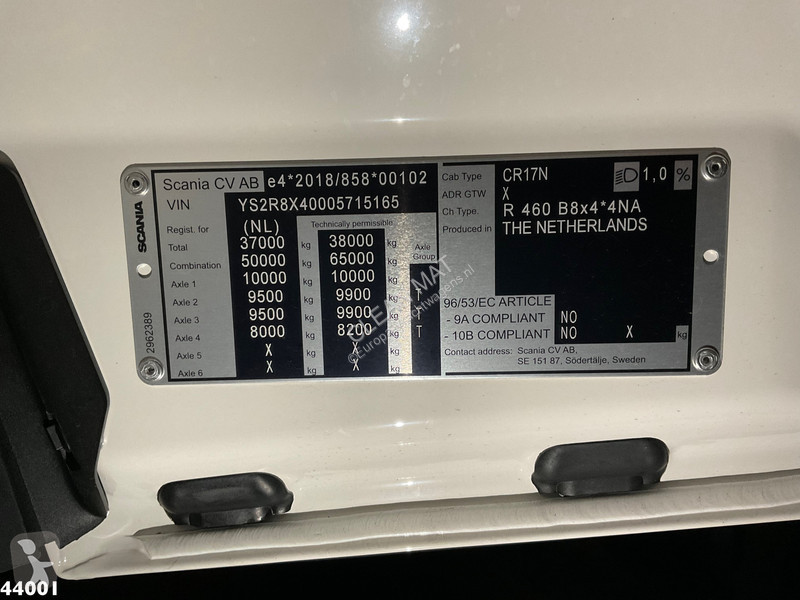 Scania CV AB e4*2018/858*00102
VIN YS2R8X40005715165
Regist. for (NL) Technically permissible
Total 37000 kg 38000 kg Axle Group
Combination 50000 kg 65000 kg
Axle 1 10000 kg 10000 kg
Axle 2 9500 kg 9900 kg T
Axle 3 9500 kg 9900 kg
Axle 4 8000 kg 8200 kg T
Axle 5 X kg X kg
Axle 6 X kg X kg
Cab Type CR17N 1,0 %
ADR GTW X
Ch Type. R 460 B8x4*4NA
Produced in THE NETHERLANDS
96/53/EC ARTICLE
- 9A COMPLIANT NO
- 10B COMPLIANT NO X kg
Contact address: Scania CV AB,
SE 151 87, Södertälje, Sweden
SCANIA
2962389
44001